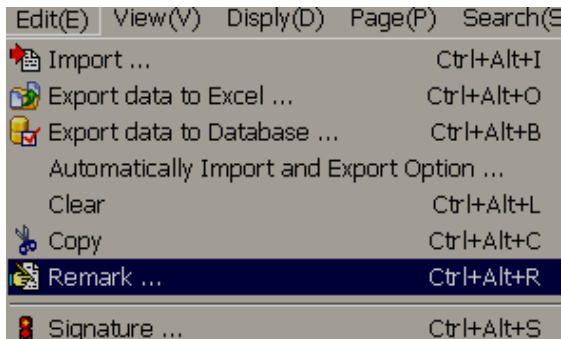 Edit(E) View(V) Disply(D) Page(P) Search(S
Import ... Ctrl+Alt+I
Export data to Excel ... Ctrl+Alt+O
Export data to Database ... Ctrl+Alt+B
Automatically Import and Export Option ...
Clear Ctrl+Alt+L
Copy Ctrl+Alt+C
Remark ... Ctrl+Alt+R
Signature ... Ctrl+Alt+S